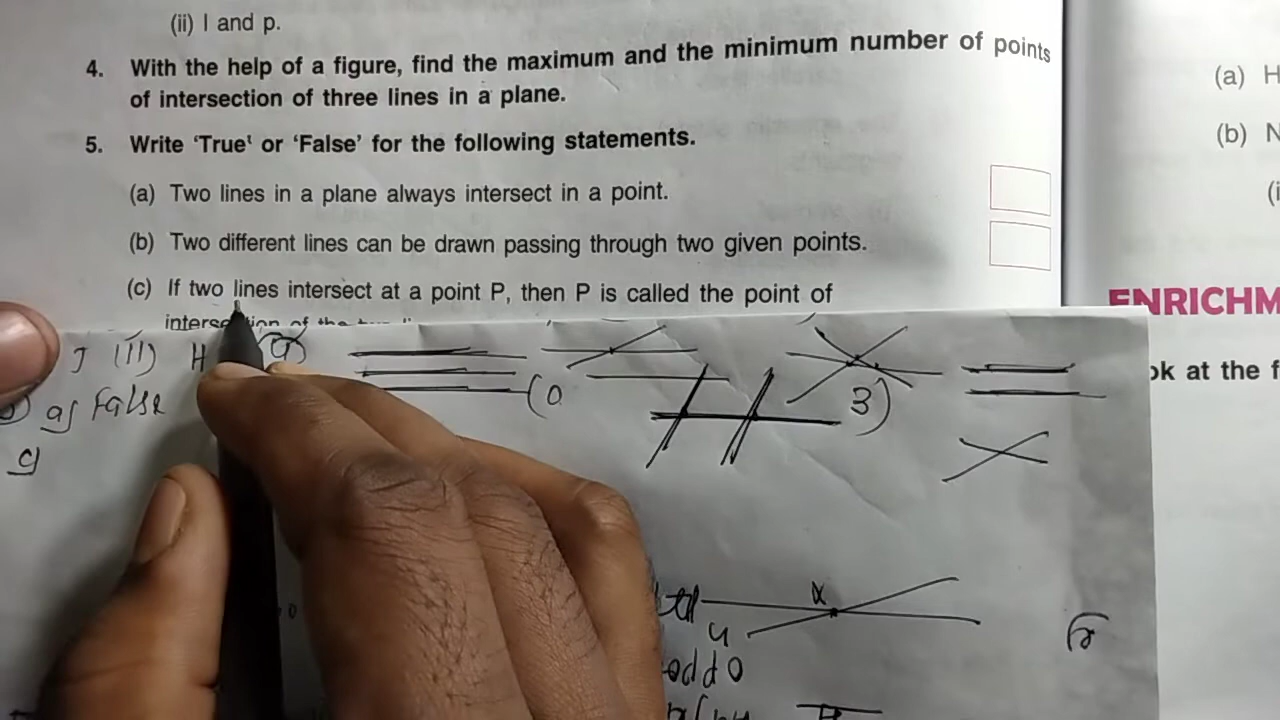 (ii) I and p.
4. With the help of a figure, find the maximum and the minimum number of points
of intersection of three lines in a plane.
5. Write 'True' or 'False' for the following statements.
(a) Two lines in a plane always intersect in a point.
(b) Two different lines can be drawn passing through two given points.
(c) If two lines intersect at a point P, then P is called the point of
(a) H
(b) N
(i
ENRICHM
ok at the f
(ii) H
(0
3)
a) False